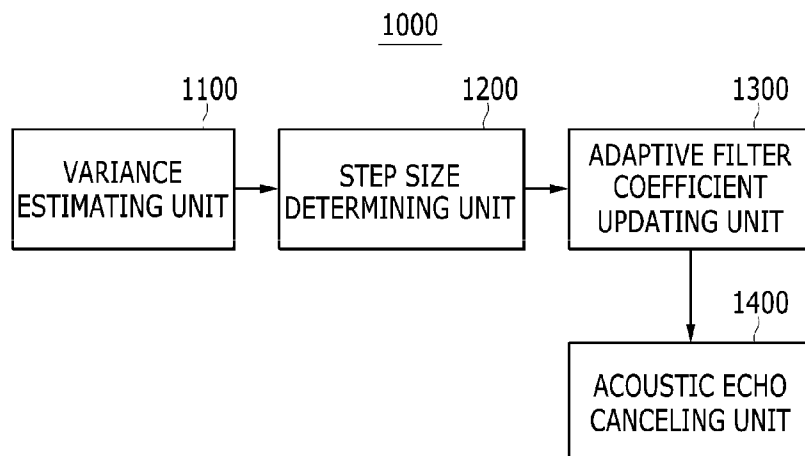 1000
1100
1200
1300
VARIANCE
ESTIMATING UNIT
STEP SIZE
DETERMINING UNIT
ADAPTIVE FILTER
COEFFICIENT
UPDATING UNIT
1400
ACOUSTIC ECHO
CANCELING UNIT